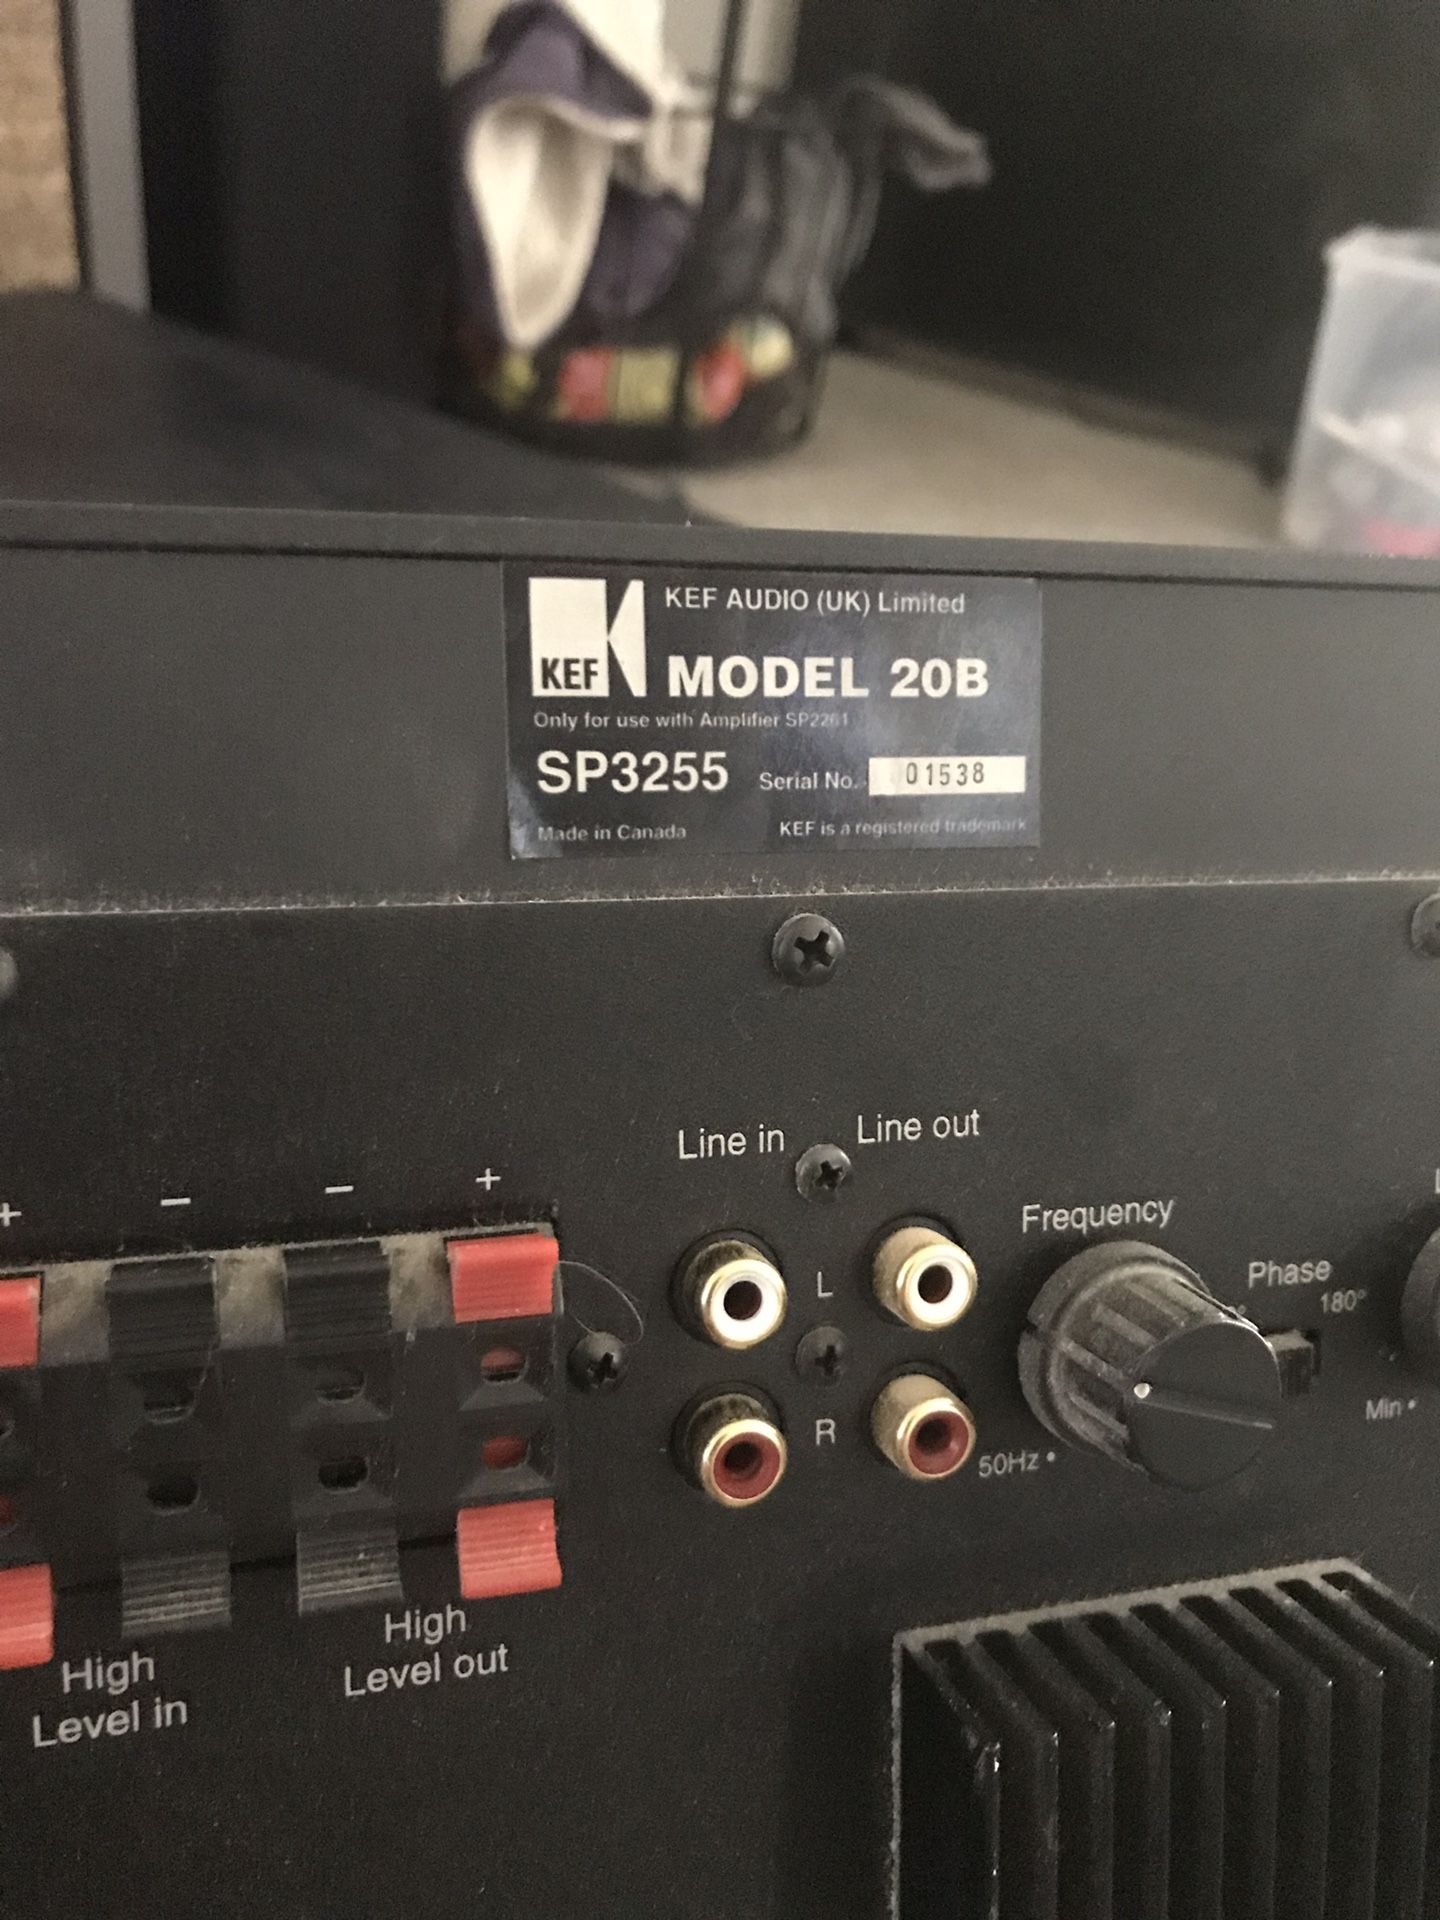 KEF AUDIO (UK) Limited
KEF
MODEL 20B
Only for use with Amplifier SP2261
SP3255 Serial No. 01538
Made in Canada KEF is a registered trademark
Line in Line out
+ − − +
Frequency
L
Phase
180°
R
50Hz •
Min •
High
Level in
High
Level out